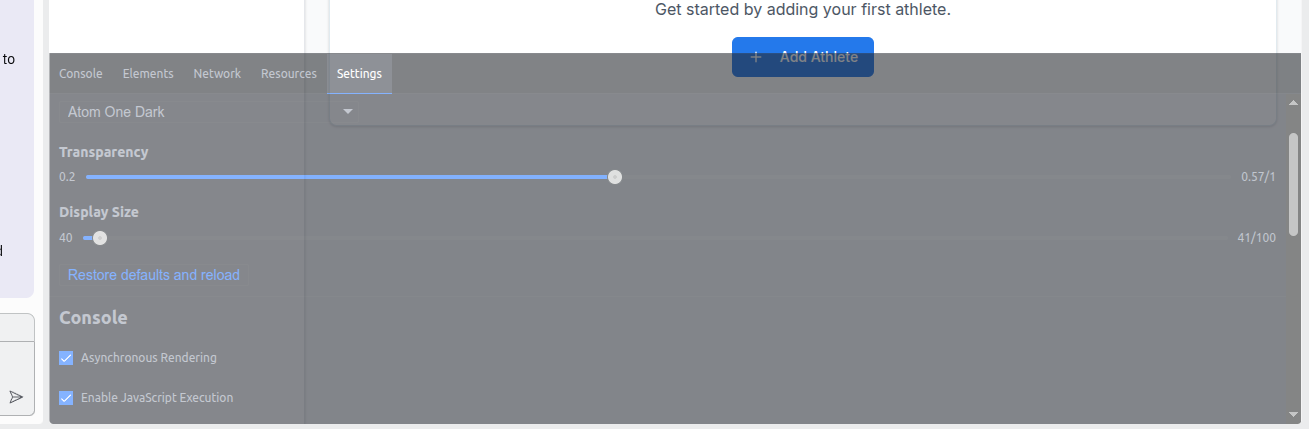 Get started by adding your first athlete.
to
+ Add Athlete
Console Elements Network Resources Settings
Atom One Dark
Transparency
0.2 0.57/1
Display Size
40 41/100
d
Restore defaults and reload
Console
Asynchronous Rendering
Enable JavaScript Execution